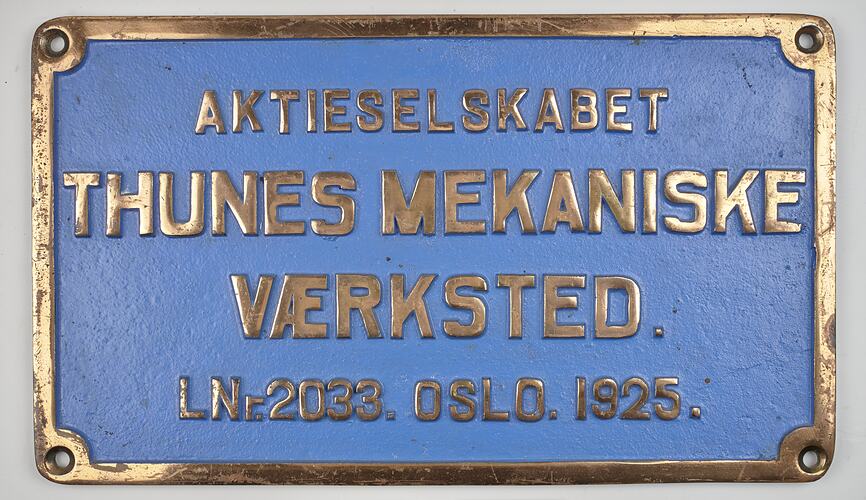 AKTIESELSKABET
THUNES MEKANISKE
VÆRKSTED.
LNr.2033. OSLO. 1925.